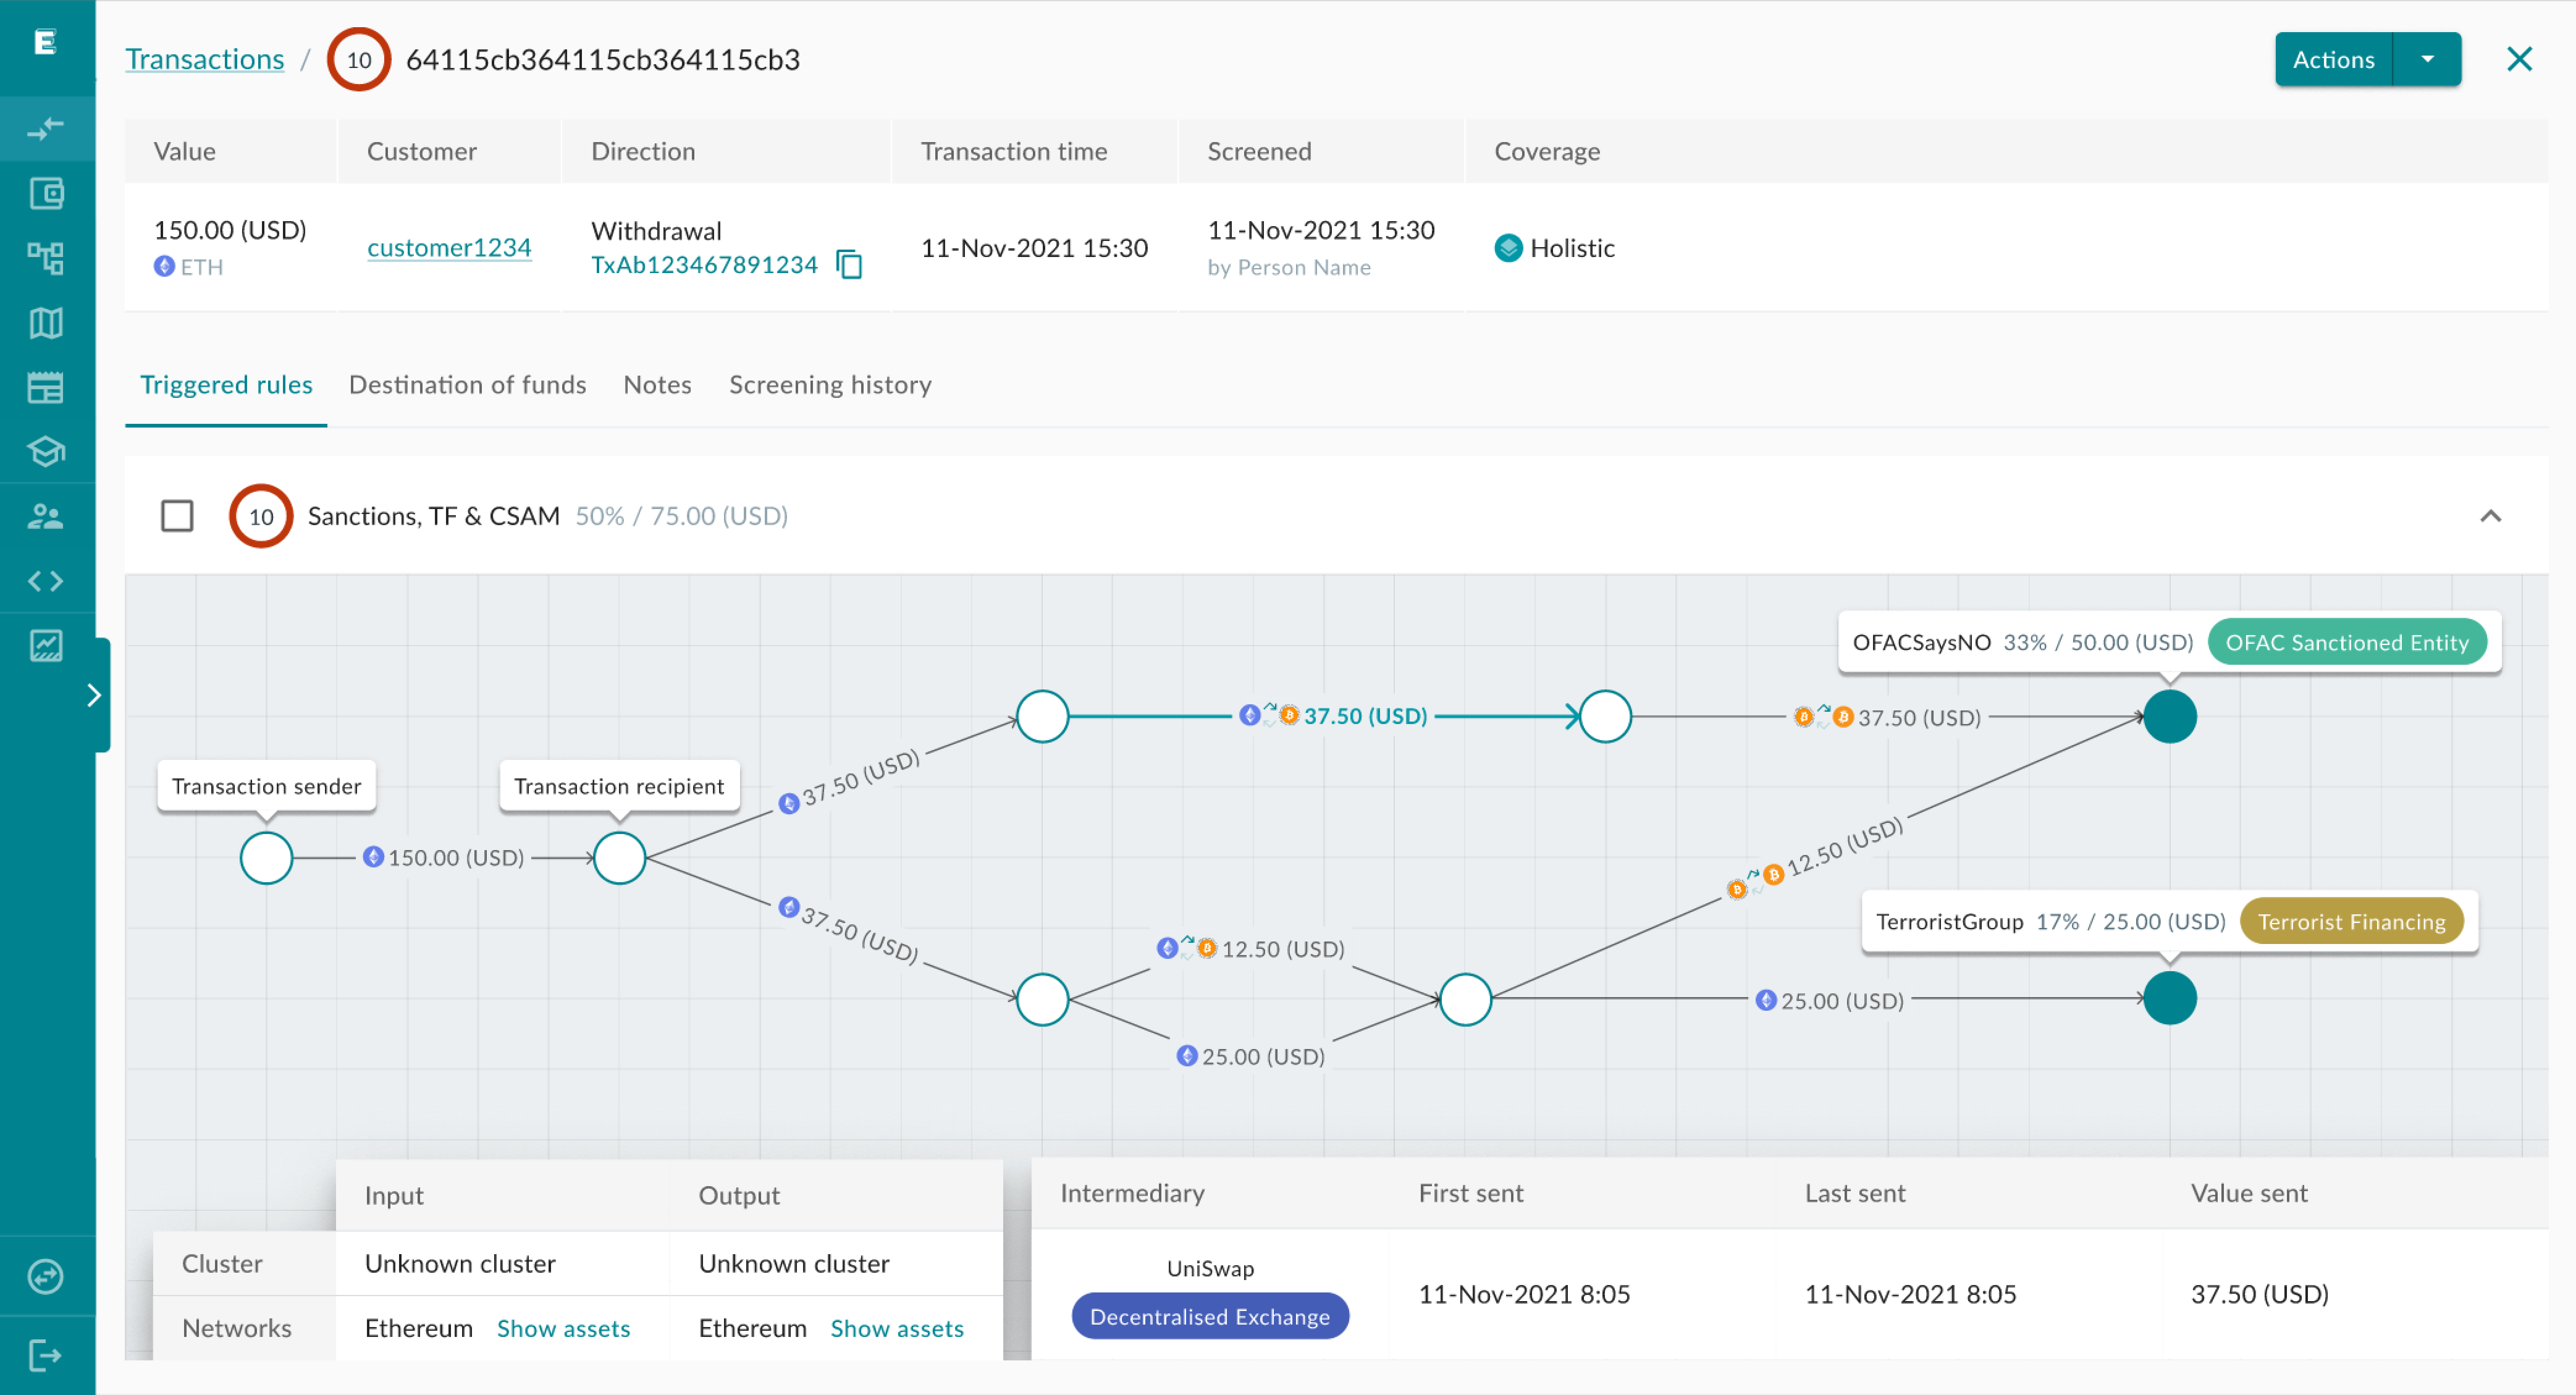 E
Transactions / 10 64115cb364115cb364115cb3
Actions
Value Customer Direction Transaction time Screened Coverage
150.00 (USD)
ETH
customer1234
Withdrawal
TxAb123467891234
11-Nov-2021 15:30
11-Nov-2021 15:30
by Person Name
Holistic
Triggered rules Destination of funds Notes Screening history
10 Sanctions, TF & CSAM 50% / 75.00 (USD)
OFACSaysNO 33% / 50.00 (USD) OFAC Sanctioned Entity
37.50 (USD)
37.50 (USD)
Transaction sender
Transaction recipient
37.50 (USD)
150.00 (USD)
12.50 (USD)
37.50 (USD)
TerroristGroup 17% / 25.00 (USD) Terrorist Financing
12.50 (USD)
25.00 (USD)
25.00 (USD)
Input Output
Cluster Unknown cluster Unknown cluster
Networks Ethereum Show assets Ethereum Show assets
Intermediary First sent Last sent Value sent
UniSwap
Decentralised Exchange
11-Nov-2021 8:05 11-Nov-2021 8:05 37.50 (USD)